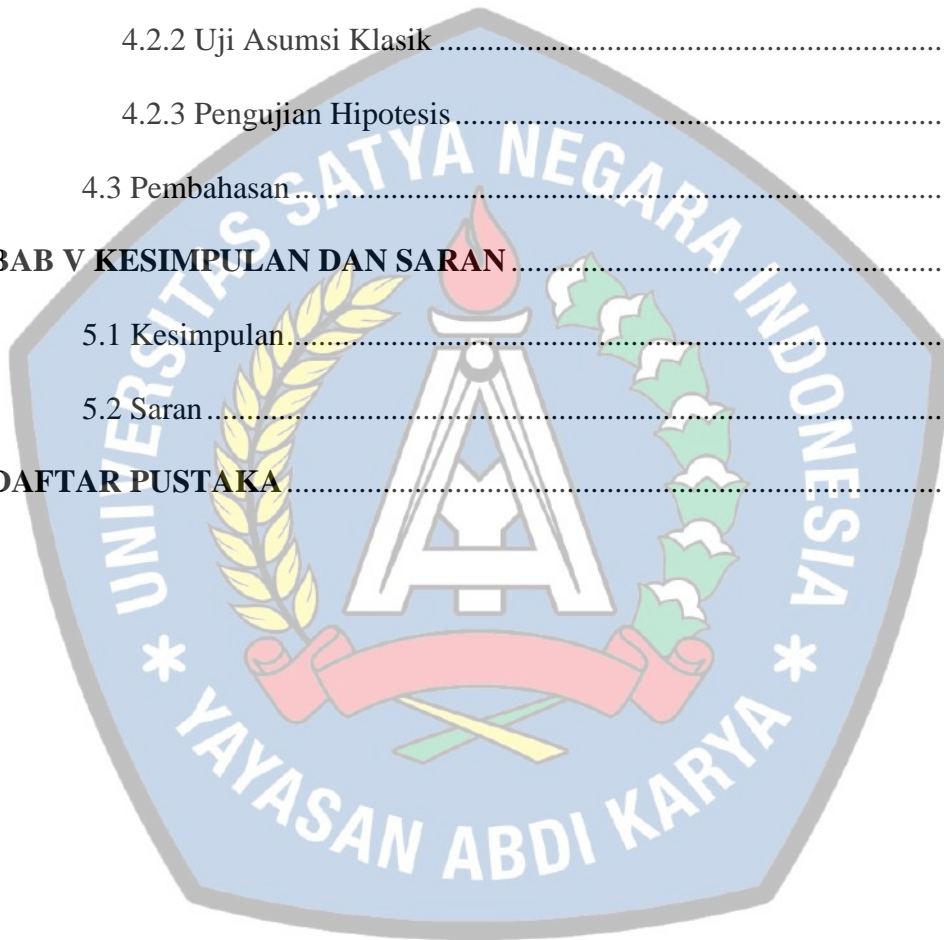 4.2.2 Uji Asumsi Klasik ........................................................
4.2.3 Pengujian Hipotesis ........................................................
4.3 Pembahasan ........................................................
BAB V KESIMPULAN DAN SARAN ........................................................
5.1 Kesimpulan ........................................................
5.2 Saran ........................................................
DAFTAR PUSTAKA ........................................................
UNIVERSITAS SATYA NEGARA INDONESIA
* YAYASAN ABDI KARYA *